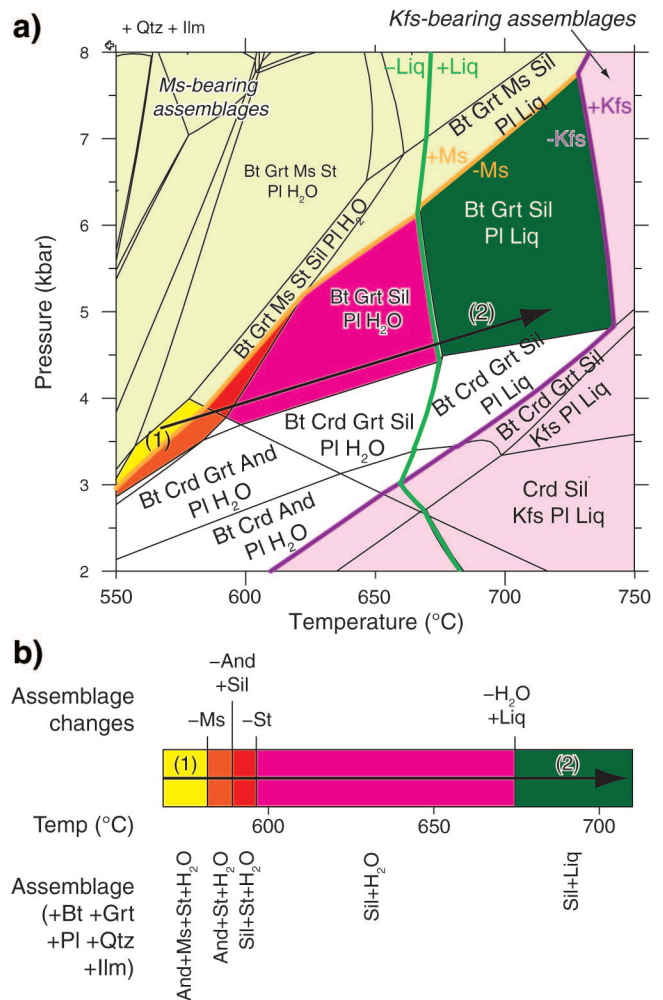 a)
+ Qtz + Ilm
Kfs-bearing assemblages
Pressure (kbar)
8
7
6
5
4
3
2
Ms-bearing
assemblages
–Liq +Liq
Bt Grt Ms Sil
Pl Liq
+Kfs
-Kfs
+Ms
–Ms
Bt Grt Ms St
Pl H₂O
Bt Grt Sil
Pl Liq
Bt Grt Ms St Sil Pl H₂O
Bt Grt Sil
Pl H₂O
(2)
(1)
Bt Crd Grt Sil
Pl Liq
Bt Crd Grt Sil
Kfs Pl Liq
Bt Crd Grt Sil
Pl H₂O
Bt Crd Grt And
Pl H₂O
Bt Crd And
Pl H₂O
Crd Sil
Kfs Pl Liq
550
600
650
700
750
Temperature (°C)
b)
Assemblage
changes
–Ms
–And
+Sil
–St
–H₂O
+Liq
(1)
(2)
Temp (°C)
600
650
700
Assemblage
(+Bt +Grt
+Pl +Qtz
+Ilm)
And+Ms+St+H₂O
And+St+H₂O
Sil+St+H₂O
Sil+H₂O
Sil+Liq